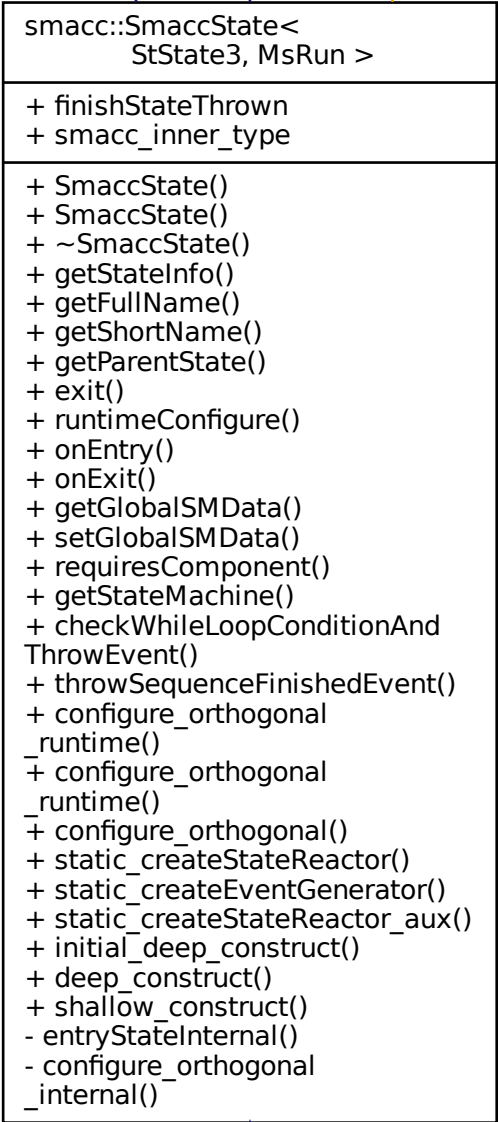 smacc::SmaccState<
StState3, MsRun >
+ finishStateThrown
+ smacc_inner_type
+ SmaccState()
+ SmaccState()
+ ~SmaccState()
+ getStateInfo()
+ getFullName()
+ getShortName()
+ getParentState()
+ exit()
+ runtimeConfigure()
+ onEntry()
+ onExit()
+ getGlobalSMData()
+ setGlobalSMData()
+ requiresComponent()
+ getStateMachine()
+ checkWhileLoopConditionAnd
ThrowEvent()
+ throwSequenceFinishedEvent()
+ configure_orthogonal
_runtime()
+ configure_orthogonal
_runtime()
+ configure_orthogonal()
+ static_createStateReactor()
+ static_createEventGenerator()
+ static_createStateReactor_aux()
+ initial_deep_construct()
+ deep_construct()
+ shallow_construct()
- entryStateInternal()
- configure_orthogonal
_internal()